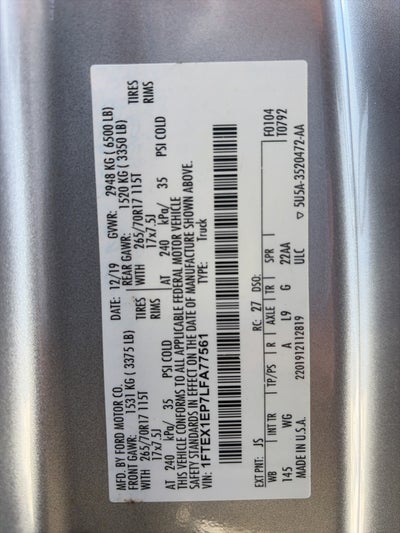 MFD. BY FORD MOTOR CO. DATE: 12/19 GVWR: 2948 KG ( 6500 LB)
FRONT GAWR: 1531 KG ( 3375 LB) REAR GAWR: 1520 KG ( 3350 LB)
WITH 265/70R17 115T TIRES WITH 265/70R17 115T TIRES
17x7.5J RIMS 17x7.5J RIMS
AT 240 kPa/ 35 PSI COLD AT 240 kPa/ 35 PSI COLD
THIS VEHICLE CONFORMS TO ALL APPLICABLE FEDERAL MOTOR VEHICLE
SAFETY STANDARDS IN EFFECT ON THE DATE OF MANUFACTURE SHOWN ABOVE.
VIN: 1FTEX1EP7LFA77561 TYPE: Truck
EXT PNT: JS RC: 27 DSO: F0104
T0792
WB INT TR TP/PS R AXLE TR SPR
145 WG A L9 G 22AA
MADE IN U.S.A. 2201912112819 ULC 5U5A-3520472-AA